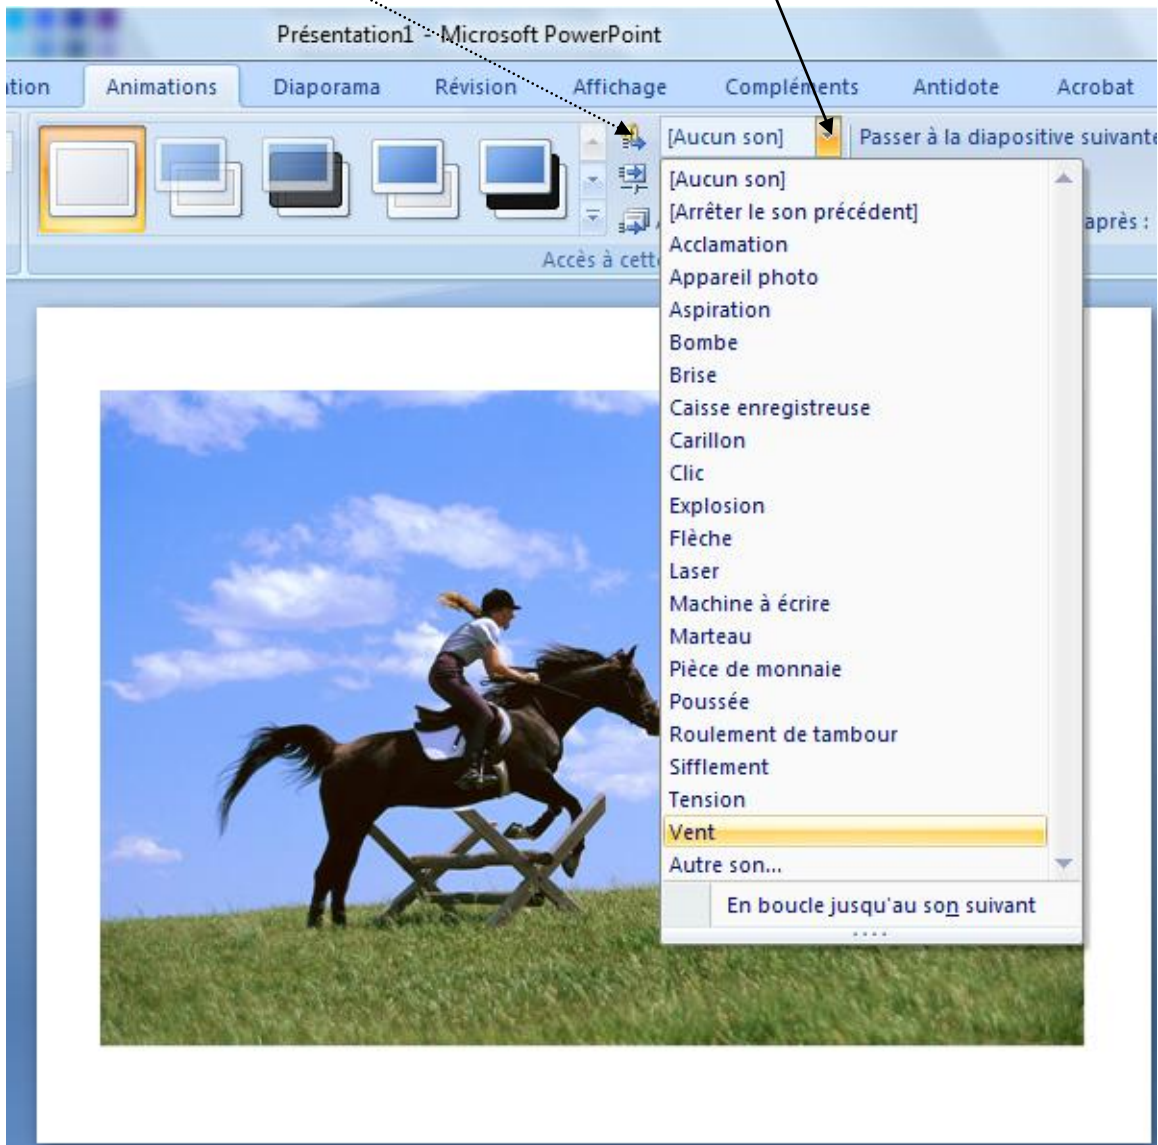 Présentation1 - Microsoft PowerPoint
ation Animations Diaporama Révision Affichage Compléments Antidote Acrobat
[Aucun son] Passer à la diapositive suivante
[Aucun son]
[Arrêter le son précédent]
après :
Acclamation
Accès à cette
Appareil photo
Aspiration
Bombe
Brise
Caisse enregistreuse
Carillon
Clic
Explosion
Flèche
Laser
Machine à écrire
Marteau
Pièce de monnaie
Poussée
Roulement de tambour
Sifflement
Tension
Vent
Autre son...
En boucle jusqu'au son suivant